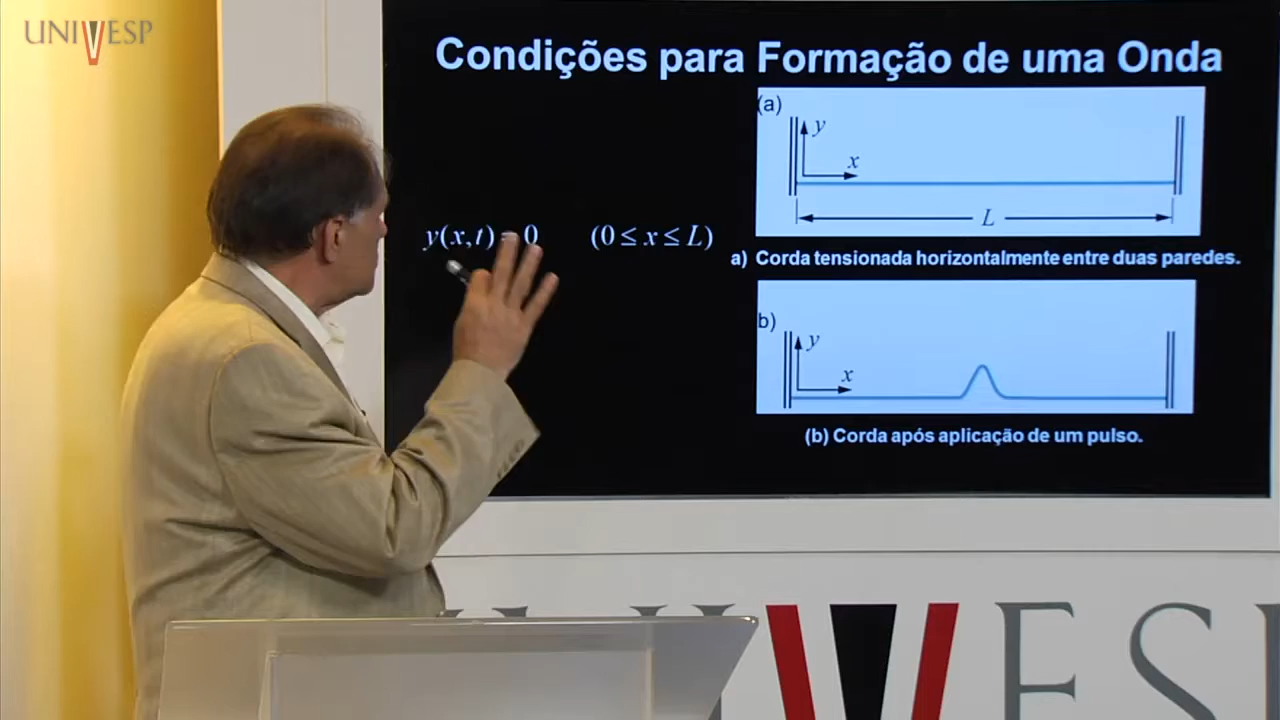 UNIVESP
Condições para Formação de uma Onda
(a)
y
x
L
y(x,t) = 0 (0 ≤ x ≤ L)
a) Corda tensionada horizontalmente entre duas paredes.
b)
y
x
(b) Corda após aplicação de um pulso.
UNIVESP